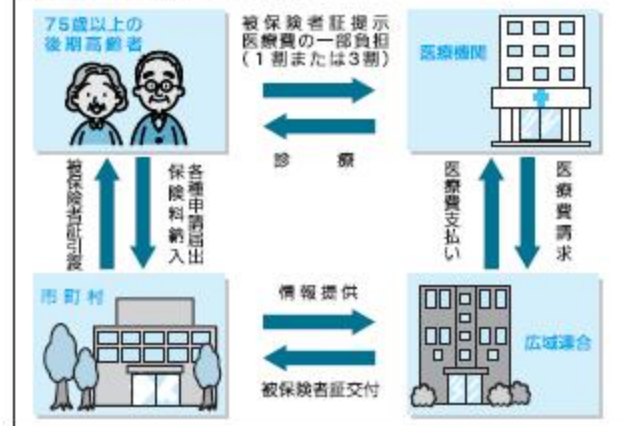 75歳以上の
後期高齢者
被保険者証提示
医療費の一部負担
(1割または3割)
医療機関
診療
被保険者証引渡
各種申請届出
保険料納入
医療費支払い
医療費請求
市町村
情報提供
広域連合
被保険者証交付